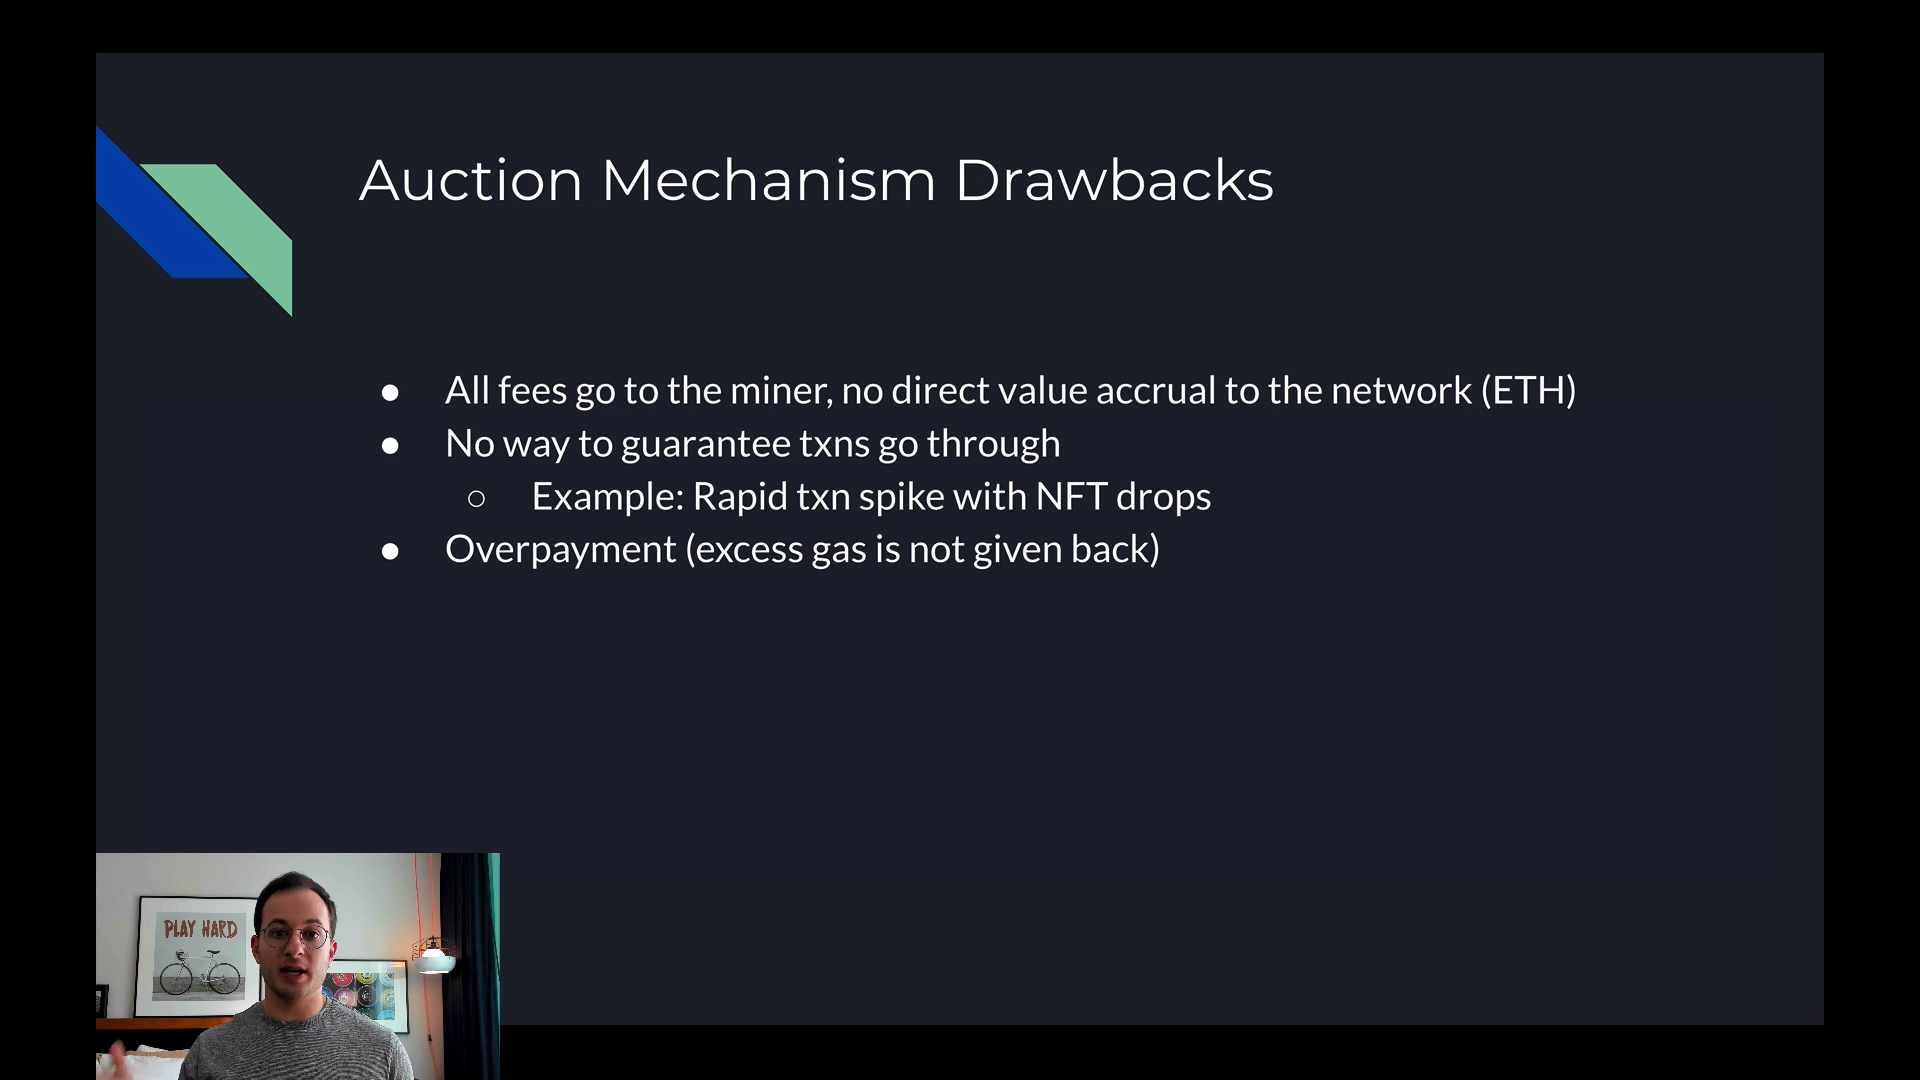 Auction Mechanism Drawbacks
● All fees go to the miner, no direct value accrual to the network (ETH)
● No way to guarantee txns go through
○ Example: Rapid txn spike with NFT drops
● Overpayment (excess gas is not given back)
PLAY HARD